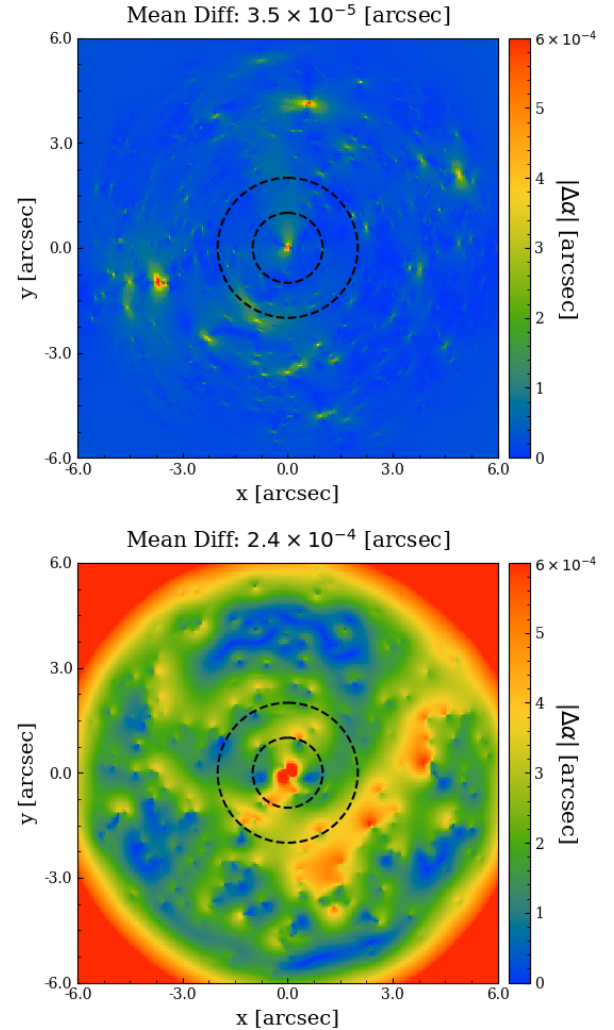 Mean Diff: 3.5 × 10⁻⁵ [arcsec]
6.0
3.0
0.0
-3.0
-6.0
y [arcsec]
-6.0 -3.0 0.0 3.0 6.0
x [arcsec]
6×10⁻⁴
5
4
3
2
1
0
|Δα| [arcsec]
Mean Diff: 2.4 × 10⁻⁴ [arcsec]
6.0
3.0
0.0
-3.0
-6.0
y [arcsec]
-6.0 -3.0 0.0 3.0 6.0
x [arcsec]
6×10⁻⁴
5
4
3
2
1
0
|Δα| [arcsec]